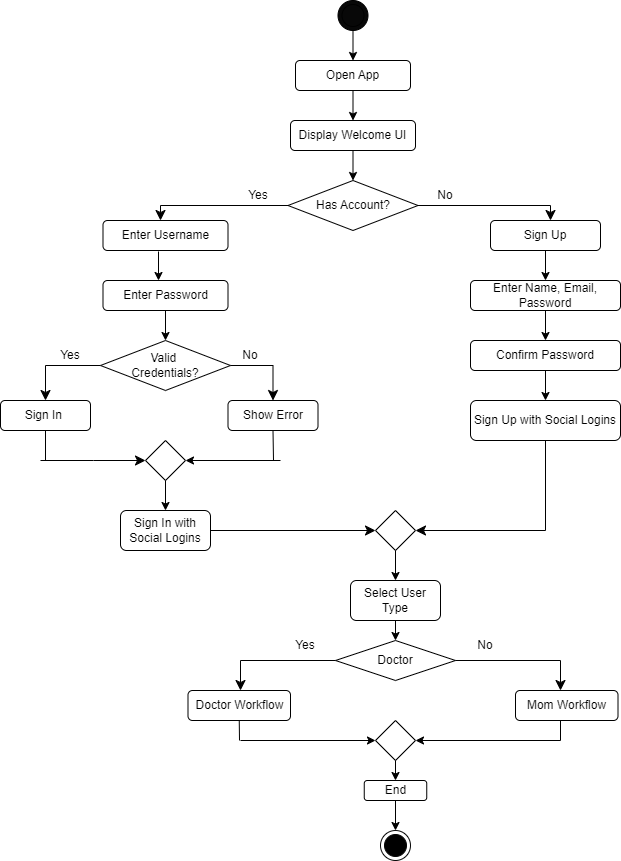 Open App
Display Welcome UI
Has Account?
Yes
No
Enter Username
Sign Up
Enter Password
Enter Name, Email,
Password
Valid
Credentials?
Yes
No
Confirm Password
Sign In
Show Error
Sign Up with Social Logins
Sign In with
Social Logins
Select User
Type
Doctor
Yes
No
Doctor Workflow
Mom Workflow
End